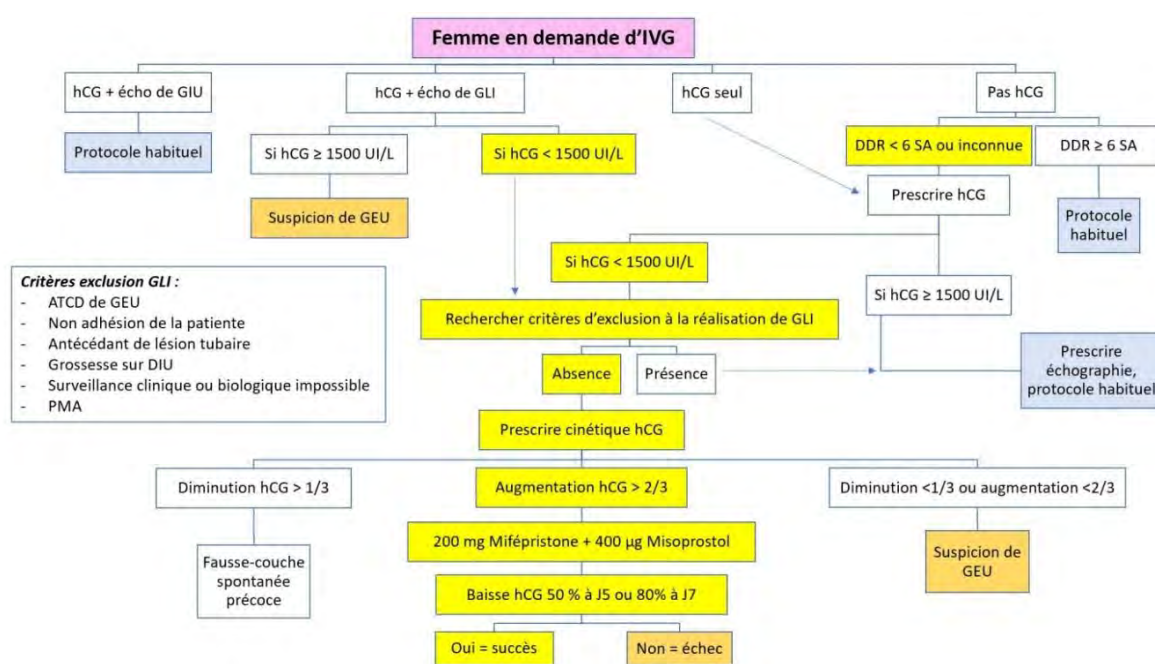 Femme en demande d'IVG
hCG + écho de GIU
hCG + écho de GLI
hCG seul
Pas hCG
Protocole habituel
Si hCG ≥ 1500 UI/L
Si hCG < 1500 UI/L
DDR < 6 SA ou inconnue
DDR ≥ 6 SA
Suspicion de GEU
Prescrire hCG
Protocole
habituel
Si hCG < 1500 UI/L
Si hCG ≥ 1500 UI/L
Critères exclusion GLI :
- ATCD de GEU
- Non adhésion de la patiente
- Antécédant de lésion tubaire
- Grossesse sur DIU
- Surveillance clinique ou biologique impossible
- PMA
Rechercher critères d'exclusion à la réalisation de GLI
Absence
Présence
Prescrire
échographie,
protocole habituel
Prescrire cinétique hCG
Diminution hCG > 1/3
Augmentation hCG > 2/3
Diminution <1/3 ou augmentation <2/3
Fausse-couche
spontanée
précoce
200 mg Mifépristone + 400 µg Misoprostol
Suspicion de
GEU
Baisse hCG 50 % à J5 ou 80% à J7
Oui = succès
Non = échec